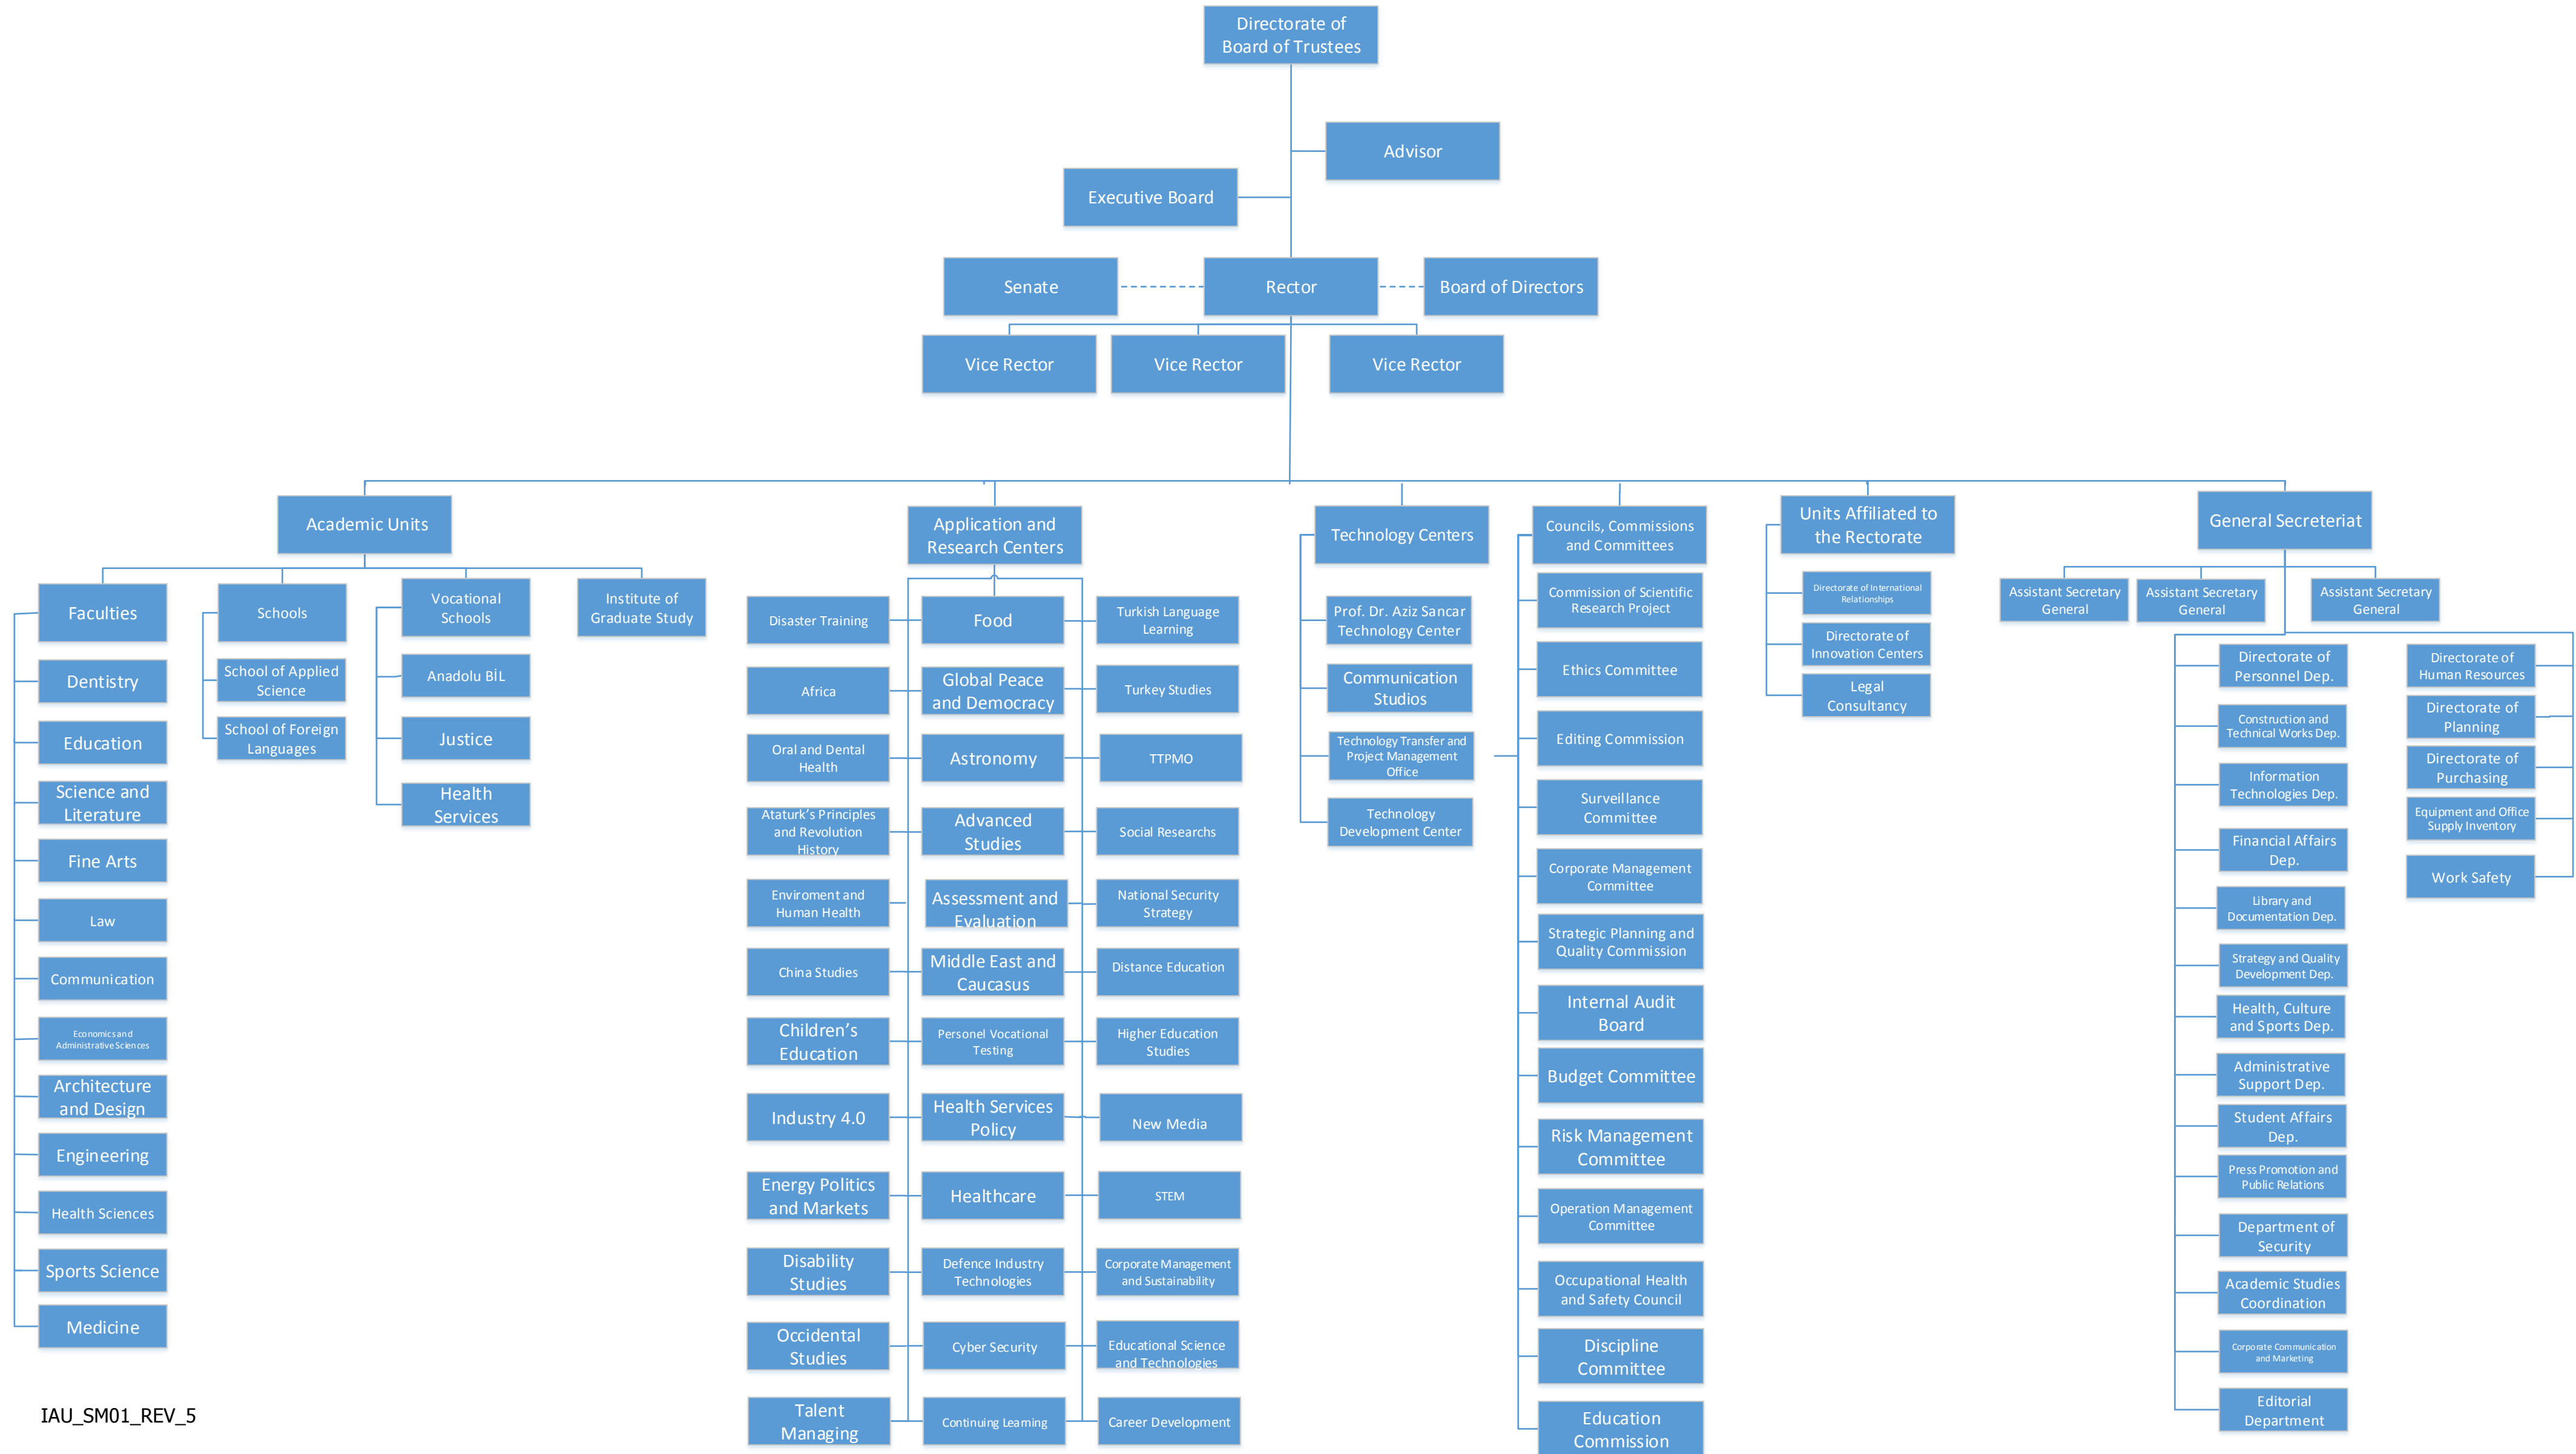 Directorate of
Board of Trustees
Advisor
Executive Board
Senate
Rector
Board of Directors
Vice Rector
Vice Rector
Vice Rector
Academic Units
Faculties
Dentistry
Education
Science and
Literature
Fine Arts
Law
Communication
Economics and
Administrative Sciences
Architecture
and Design
Engineering
Health Sciences
Sports Science
Medicine
Schools
School of Applied
Science
School of Foreign
Languages
Vocational
Schools
Anadolu BİL
Justice
Health
Services
Institute of
Graduate Study
Application and
Research Centers
Disaster Training
Africa
Oral and Dental
Health
Ataturk's Principles
and Revolution
History
Enviroment and
Human Health
China Studies
Children's
Education
Industry 4.0
Energy Politics
and Markets
Disability
Studies
Occidental
Studies
Talent
Managing
Food
Global Peace
and Democracy
Astronomy
Advanced
Studies
Assessment and
Evaluation
Middle East and
Caucasus
Personel Vocational
Testing
Health Services
Policy
Healthcare
Defence Industry
Technologies
Cyber Security
Continuing Learning
Turkish Language
Learning
Turkey Studies
TTPMO
Social Researchs
National Security
Strategy
Distance Education
Higher Education
Studies
New Media
STEM
Corporate Management
and Sustainability
Educational Science
and Technologies
Career Development
Technology Centers
Prof. Dr. Aziz Sancar
Technology Center
Communication
Studios
Technology Transfer and
Project Management
Office
Technology
Development Center
Councils, Commissions
and Committees
Commission of Scientific
Research Project
Ethics Committee
Editing Commission
Surveillance
Committee
Corporate Management
Committee
Strategic Planning and
Quality Commission
Internal Audit
Board
Budget Committee
Risk Management
Committee
Operation Management
Committee
Occupational Health
and Safety Council
Discipline
Committee
Education
Commission
Units Affiliated to
the Rectorate
Directorate of International
Relationships
Directorate of
Innovation Centers
Legal
Consultancy
General Secreteriat
Assistant Secretary
General
Assistant Secretary
General
Assistant Secretary
General
Directorate of
Personnel Dep.
Construction and
Technical Works Dep.
Information
Technologies Dep.
Financial Affairs
Dep.
Library and
Documentation Dep.
Strategy and Quality
Development Dep.
Health, Culture
and Sports Dep.
Administrative
Support Dep.
Student Affairs
Dep.
Press Promotion and
Public Relations
Department of
Security
Academic Studies
Coordination
Corporate Communication
and Marketing
Editorial
Department
Directorate of
Human Resources
Directorate of
Planning
Directorate of
Purchasing
Equipment and Office
Supply Inventory
Work Safety
IAU_SM01_REV_5